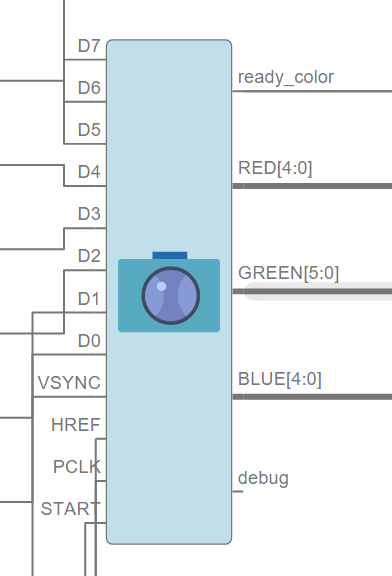 D7
D6
D5
D4
D3
D2
D1
D0
VSYNC
HREF
PCLK
START
ready_color
RED[4:0]
GREEN[5:0]
BLUE[4:0]
debug